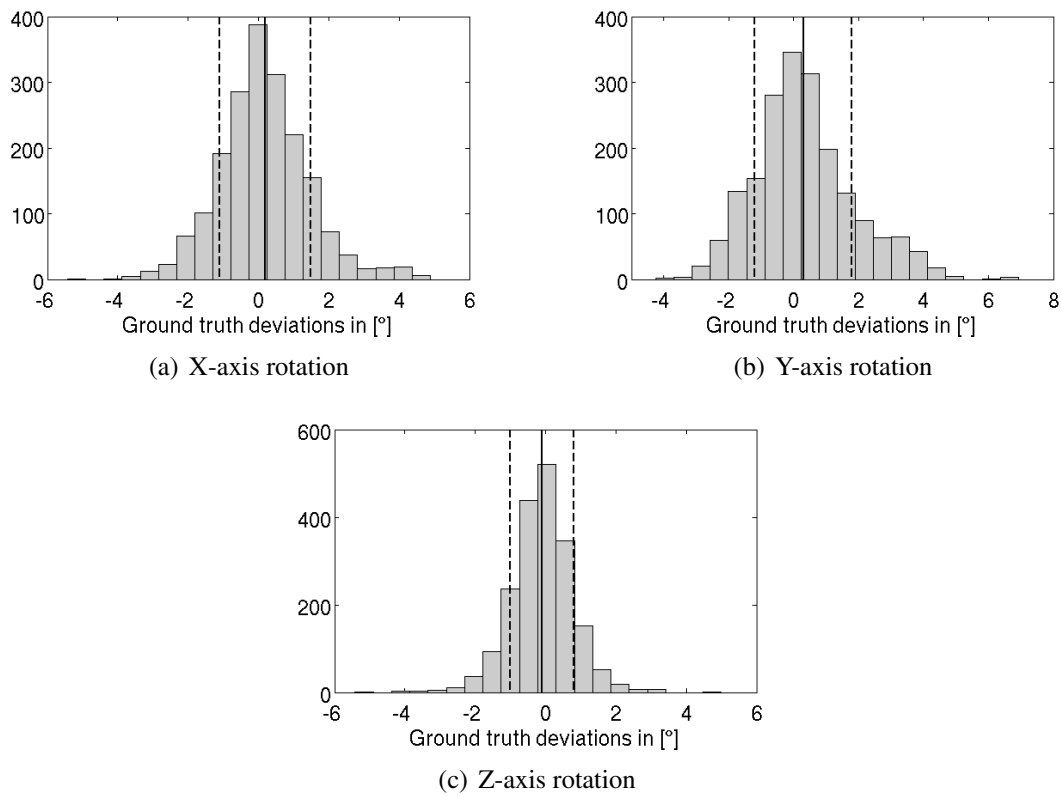 400
300
200
100
0
-6 -4 -2 0 2 4 6
Ground truth deviations in [°]
(a) X-axis rotation
400
300
200
100
0
-4 -2 0 2 4 6 8
Ground truth deviations in [°]
(b) Y-axis rotation
600
400
200
0
-6 -4 -2 0 2 4 6
Ground truth deviations in [°]
(c) Z-axis rotation